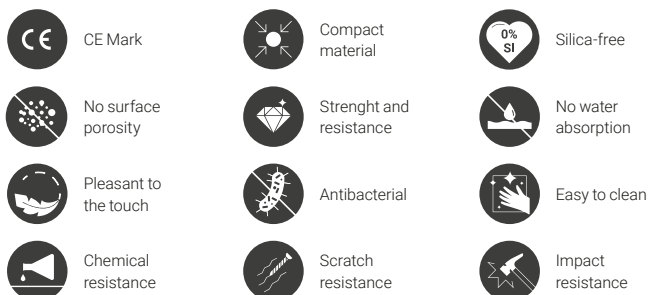 CE
CE Mark
Compact
material
0%
SI
Silica-free
No surface
porosity
Strenght and
resistance
No water
absorption
Pleasant to
the touch
Antibacterial
Easy to clean
Chemical
resistance
Scratch
resistance
Impact
resistance